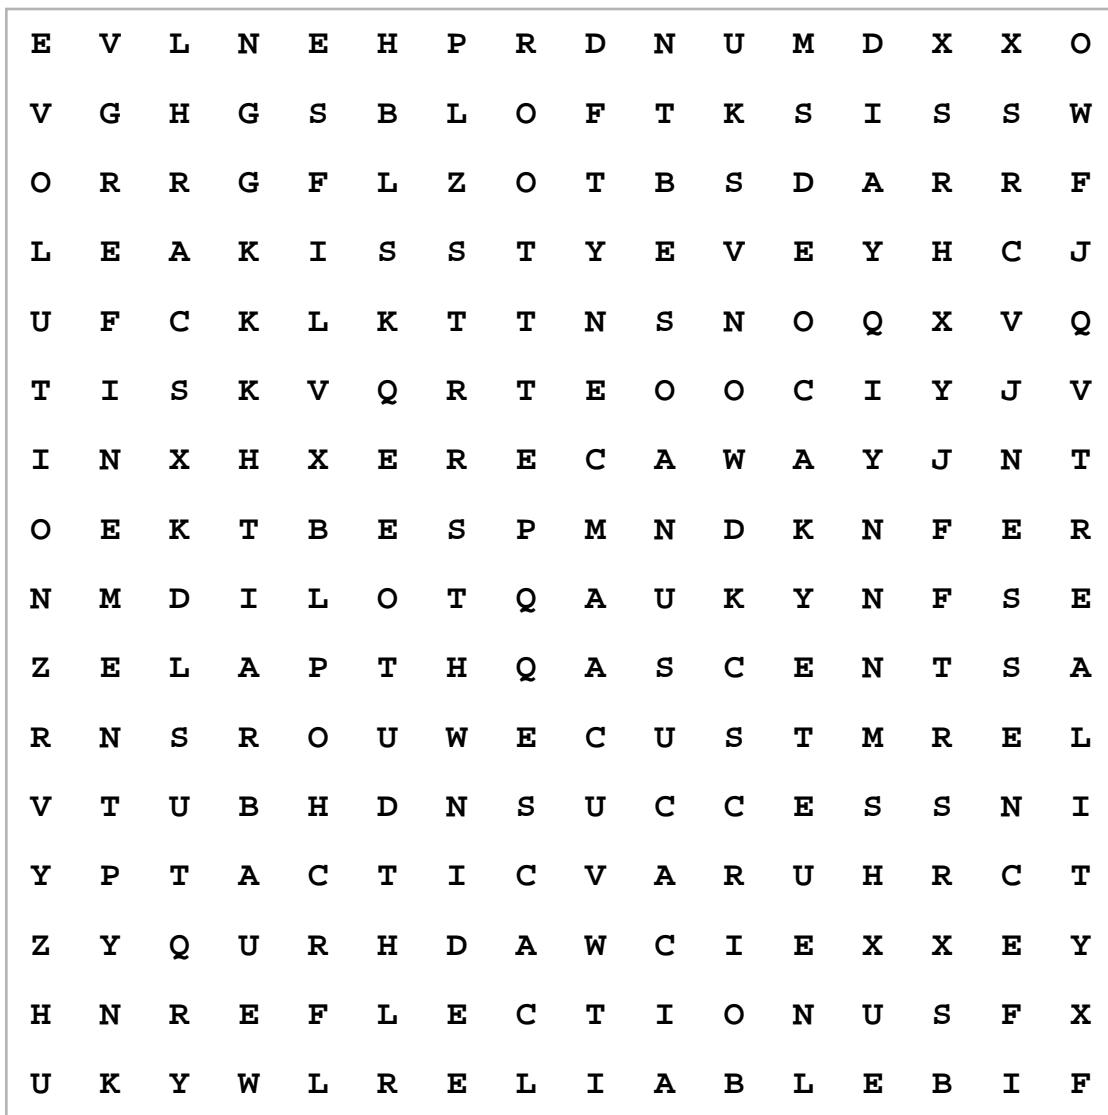 E V L N E H P R D N U M D X X O
V G H G S B L O F T K S I S S W
O R R G F L Z O T B S D A R R F
L E A K I S S T Y E V E Y H C J
U F C K L K T T N S N O Q X V Q
T I S K V Q R T E O O C I Y J V
I N X H X E R E C A W A Y J N T
O E K T B E S P M N D K N F E R
N M D I L O T Q A U K Y N F S E
Z E L A P T H Q A S C E N T S A
R N S R O U W E C U S T M R E L
V T U B H D N S U C C E S S N I
Y P T A C T I C V A R U H R C T
Z Y Q U R H D A W C I E X X E Y
H N R E F L E C T I O N U S F X
U K Y W L R E L I A B L E B I F